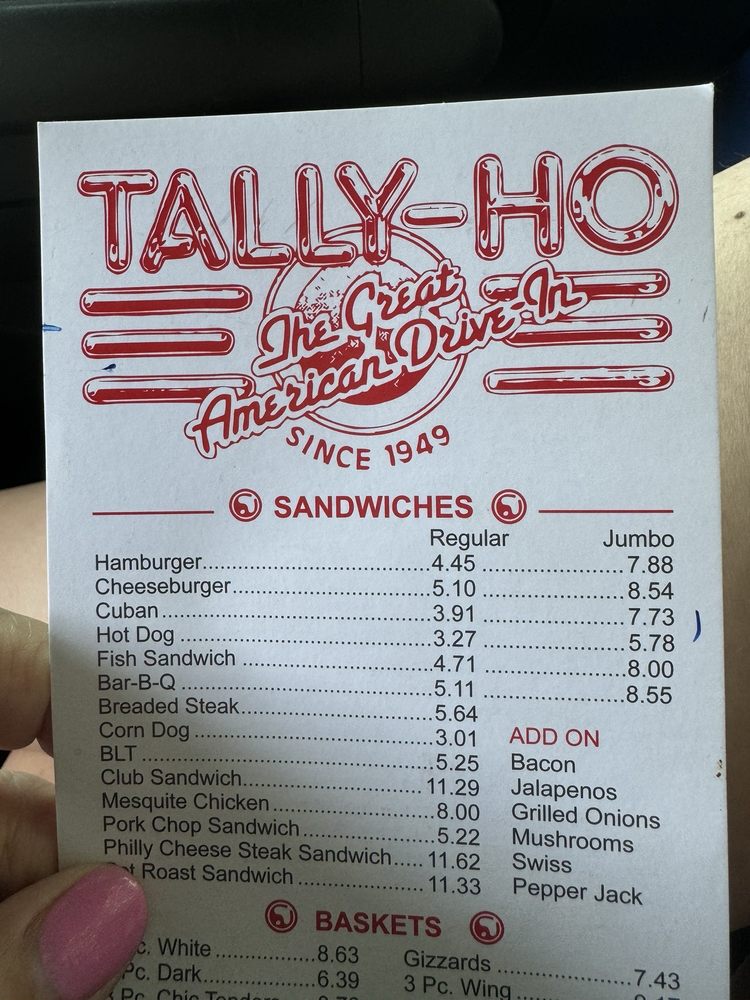 TALLY-HO
The Great
American Drive-In
SINCE 1949
SANDWICHES
Regular Jumbo
Hamburger 4.45 7.88
Cheeseburger 5.10 8.54
Cuban 3.91 7.73
Hot Dog 3.27 5.78
Fish Sandwich 4.71 8.00
Bar-B-Q 5.11 8.55
Breaded Steak 5.64
Corn Dog 3.01
BLT 5.25
Club Sandwich 11.29
Mesquite Chicken 8.00
Pork Chop Sandwich 5.22
Philly Cheese Steak Sandwich 11.62
Roast Sandwich 11.33
ADD ON
Bacon
Jalapenos
Grilled Onions
Mushrooms
Swiss
Pepper Jack
BASKETS
White 8.63
Pc. Dark 6.39
Pc. Chic Tenders
Gizzards 7.43
3 Pc. Wing